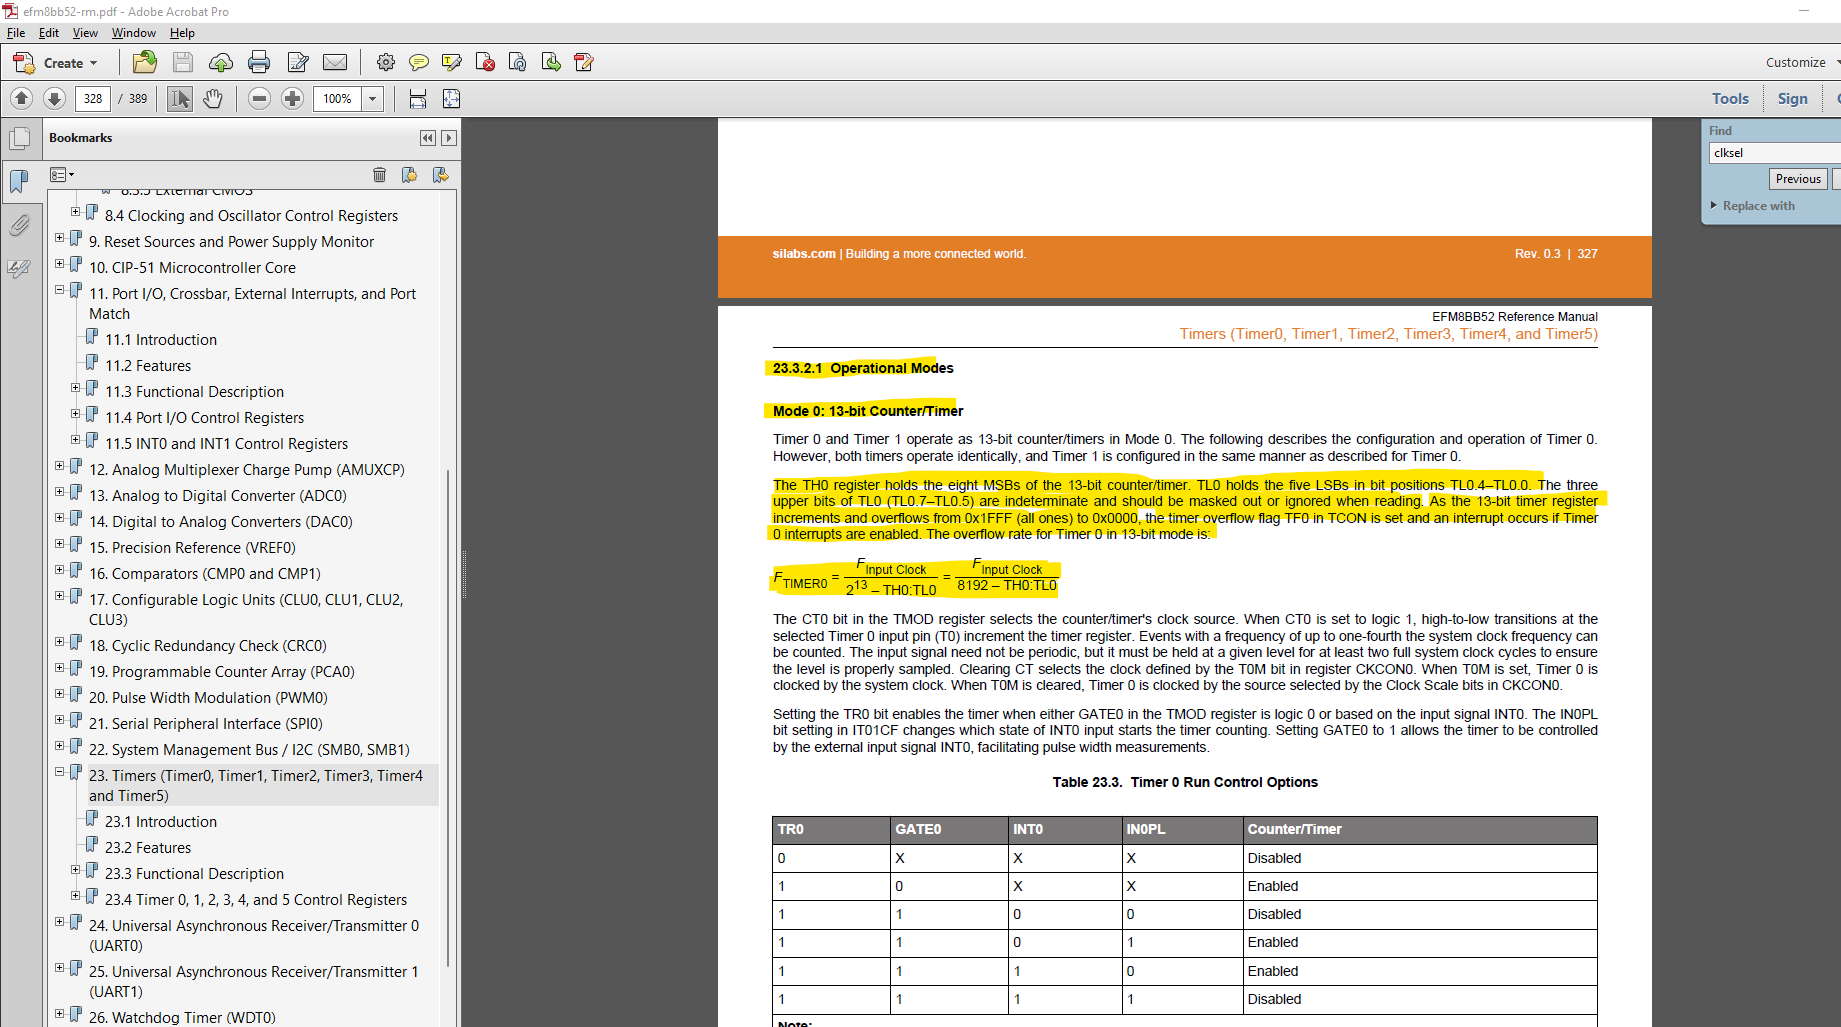 efm8bb52-rm.pdf - Adobe Acrobat Pro
File Edit View Window Help
Create
Customize
328 / 389
100%
Tools Sign
Bookmarks
8.3.5 External CMOS
8.4 Clocking and Oscillator Control Registers
9. Reset Sources and Power Supply Monitor
10. CIP-51 Microcontroller Core
11. Port I/O, Crossbar, External Interrupts, and Port
Match
11.1 Introduction
11.2 Features
11.3 Functional Description
11.4 Port I/O Control Registers
11.5 INT0 and INT1 Control Registers
12. Analog Multiplexer Charge Pump (AMUXCP)
13. Analog to Digital Converter (ADC0)
14. Digital to Analog Converters (DAC0)
15. Precision Reference (VREF0)
16. Comparators (CMP0 and CMP1)
17. Configurable Logic Units (CLU0, CLU1, CLU2,
CLU3)
18. Cyclic Redundancy Check (CRC0)
19. Programmable Counter Array (PCA0)
20. Pulse Width Modulation (PWM0)
21. Serial Peripheral Interface (SPI0)
22. System Management Bus / I2C (SMB0, SMB1)
23. Timers (Timer0, Timer1, Timer2, Timer3, Timer4
and Timer5)
23.1 Introduction
23.2 Features
23.3 Functional Description
23.4 Timer 0, 1, 2, 3, 4, and 5 Control Registers
24. Universal Asynchronous Receiver/Transmitter 0
(UART0)
25. Universal Asynchronous Receiver/Transmitter 1
(UART1)
26. Watchdog Timer (WDT0)
silabs.com | Building a more connected world. Rev. 0.3 | 327
EFM8BB52 Reference Manual
Timers (Timer0, Timer1, Timer2, Timer3, Timer4, and Timer5)
23.3.2.1 Operational Modes
Mode 0: 13-bit Counter/Timer
Timer 0 and Timer 1 operate as 13-bit counter/timers in Mode 0. The following describes the configuration and operation of Timer 0.
However, both timers operate identically, and Timer 1 is configured in the same manner as described for Timer 0.
The TH0 register holds the eight MSBs of the 13-bit counter/timer. TL0 holds the five LSBs in bit positions TL0.4–TL0.0. The three
upper bits of TL0 (TL0.7–TL0.5) are indeterminate and should be masked out or ignored when reading. As the 13-bit timer register
increments and overflows from 0x1FFF (all ones) to 0x0000, the timer overflow flag TF0 in TCON is set and an interrupt occurs if Timer
0 interrupts are enabled. The overflow rate for Timer 0 in 13-bit mode is:
F TIMER0 = F Input Clock / 2^13 – TH0:TL0 = F Input Clock / 8192 – TH0:TL0
The CT0 bit in the TMOD register selects the counter/timer's clock source. When CT0 is set to logic 1, high-to-low transitions at the
selected Timer 0 input pin (T0) increment the timer register. Events with a frequency of up to one-fourth the system clock frequency can
be counted. The input signal need not be periodic, but it must be held at a given level for at least two full system clock cycles to ensure
the level is properly sampled. Clearing CT selects the clock defined by the T0M bit in register CKCON0. When T0M is set, Timer 0 is
clocked by the system clock. When T0M is cleared, Timer 0 is clocked by the source selected by the Clock Scale bits in CKCON0.
Setting the TR0 bit enables the timer when either GATE0 in the TMOD register is logic 0 or based on the input signal INT0. The IN0PL
bit setting in IT01CF changes which state of INT0 input starts the timer counting. Setting GATE0 to 1 allows the timer to be controlled
by the external input signal INT0, facilitating pulse width measurements.
Table 23.3. Timer 0 Run Control Options
TR0 GATE0 INT0 IN0PL Counter/Timer
0 X X X Disabled
1 0 X X Enabled
1 1 0 0 Disabled
1 1 0 1 Enabled
1 1 1 0 Enabled
1 1 1 1 Disabled
Note:
Find
clksel
Previous
Replace with